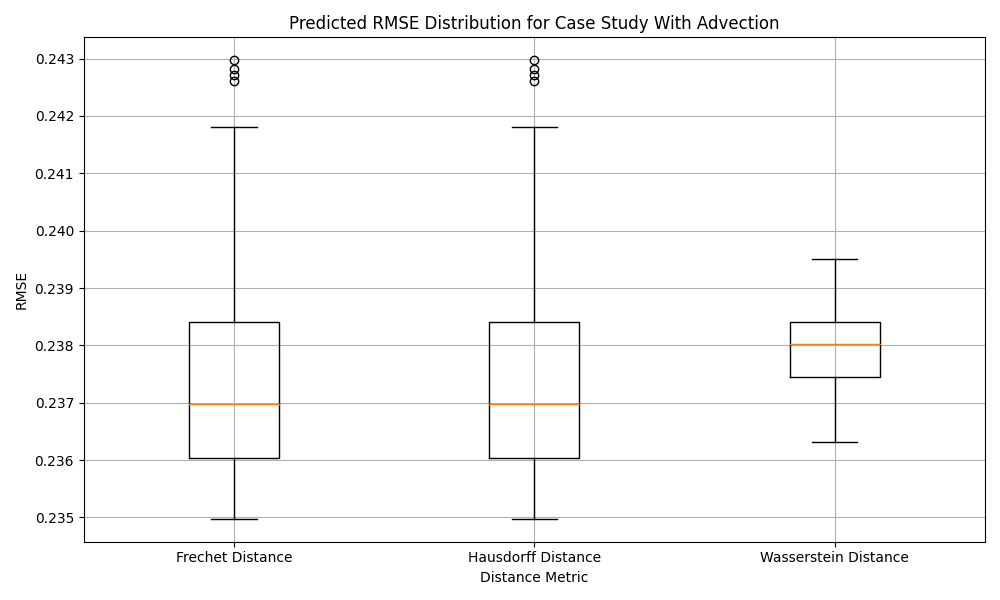 Predicted RMSE Distribution for Case Study With Advection
0.243
0.242
0.241
0.240
0.239
0.238
0.237
0.236
0.235
RMSE
Frechet Distance
Hausdorff Distance
Wasserstein Distance
Distance Metric